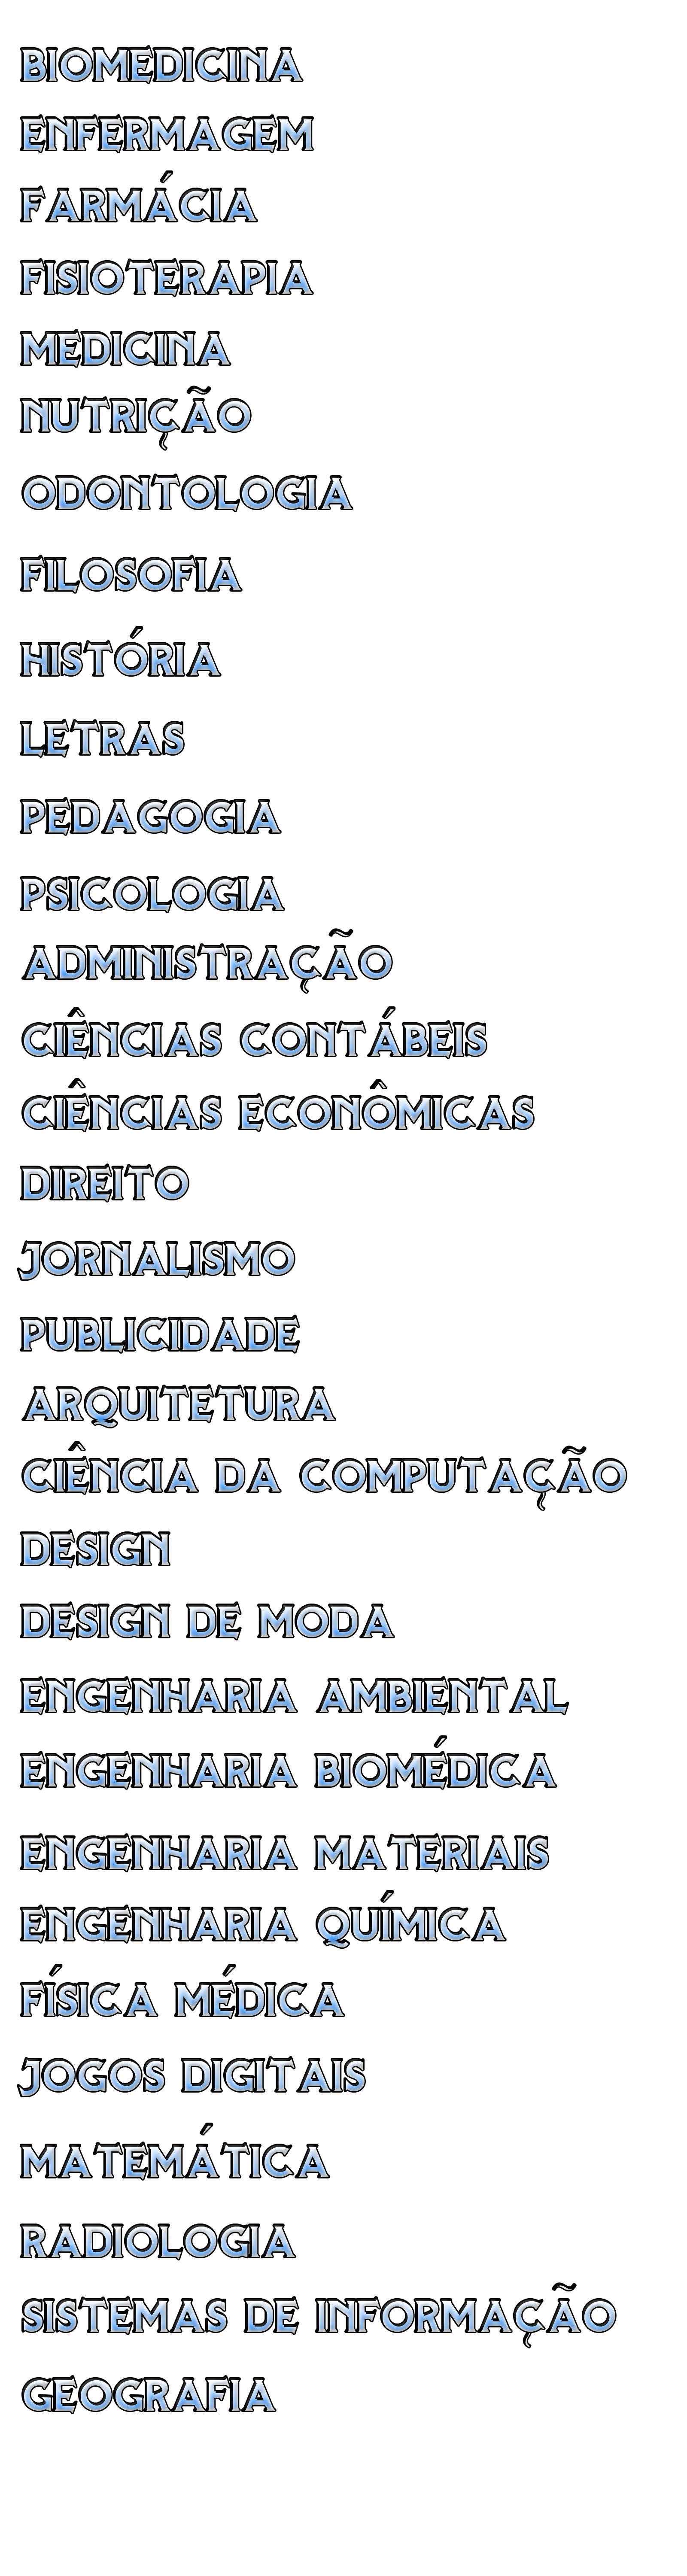 BIOMEDICINA
ENFERMAGEM
FARMÁCIA
FISIOTERAPIA
MEDICINA
NUTRIÇÃO
ODONTOLOGIA
FILOSOFIA
HISTÓRIA
LETRAS
PEDAGOGIA
PSICOLOGIA
ADMINISTRAÇÃO
CIÊNCIAS CONTÁBEIS
CIÊNCIAS ECONÔMICAS
DIREITO
JORNALISMO
PUBLICIDADE
ARQUITETURA
CIÊNCIA DA COMPUTAÇÃO
DESIGN
DESIGN DE MODA
ENGENHARIA AMBIENTAL
ENGENHARIA BIOMÉDICA
ENGENHARIA MATERIAIS
ENGENHARIA QUÍMICA
FÍSICA MÉDICA
JOGOS DIGITAIS
MATEMÁTICA
RADIOLOGIA
SISTEMAS DE INFORMAÇÃO
GEOGRAFIA